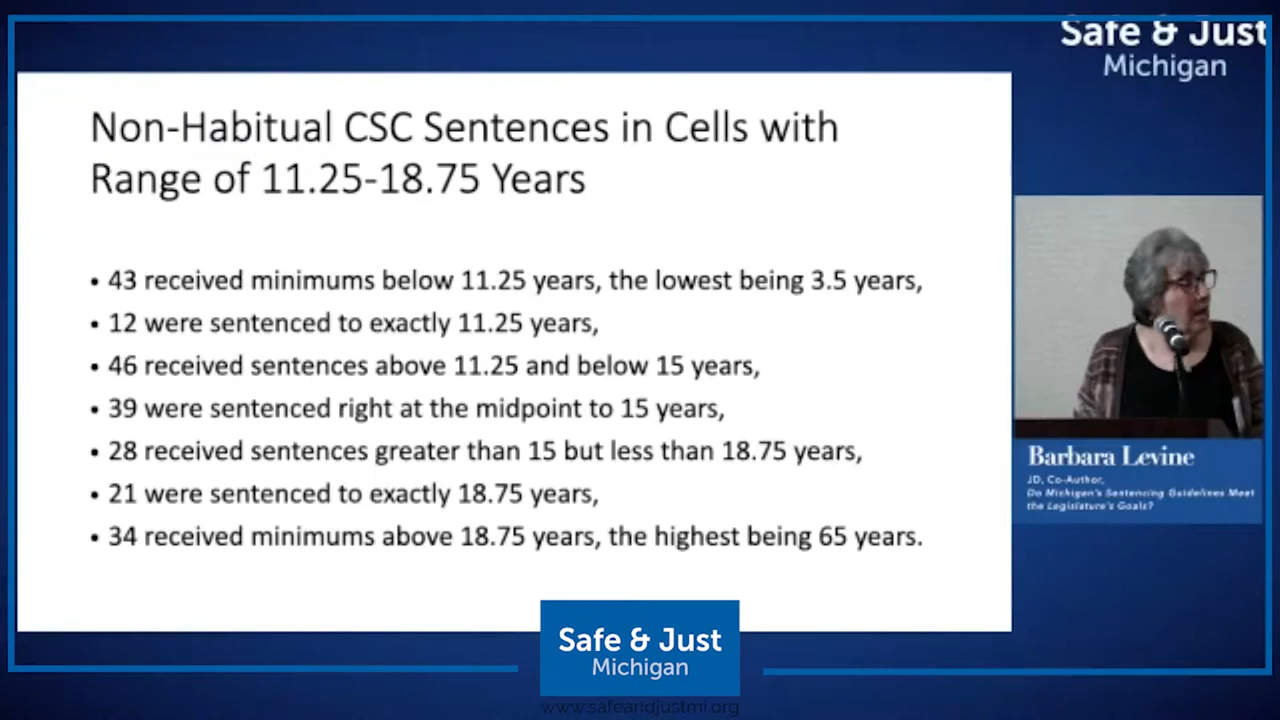 Safe & Just
Michigan
Non-Habitual CSC Sentences in Cells with
Range of 11.25-18.75 Years
• 43 received minimums below 11.25 years, the lowest being 3.5 years,
• 12 were sentenced to exactly 11.25 years,
• 46 received sentences above 11.25 and below 15 years,
• 39 were sentenced right at the midpoint to 15 years,
• 28 received sentences greater than 15 but less than 18.75 years,
• 21 were sentenced to exactly 18.75 years,
• 34 received minimums above 18.75 years, the highest being 65 years.
Barbara Levine
JD, Co-Author,
Do Michigan's Sentencing Guidelines Meet
the Legislature's Goals?
Safe & Just
Michigan
www.safeandjustmi.org